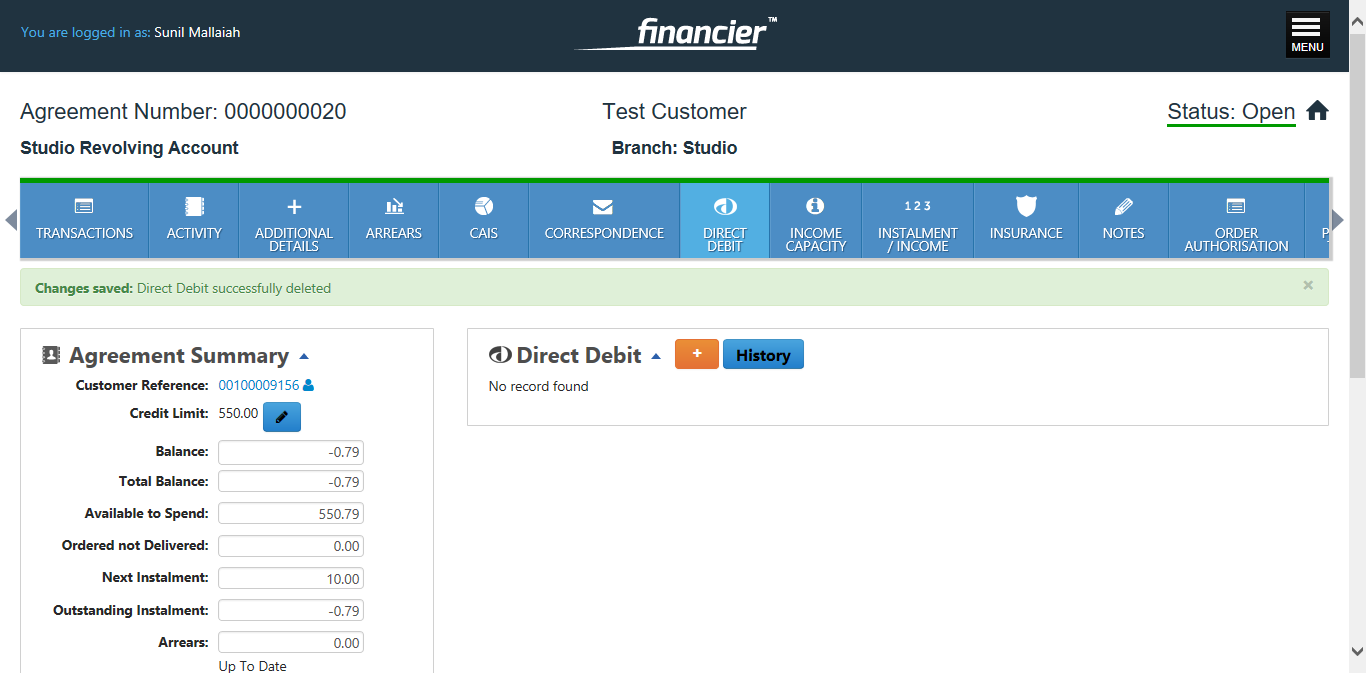 You are logged in as: Sunil Mallaiah
financier™
MENU
Agreement Number: 0000000020
Test Customer
Status: Open
Studio Revolving Account
Branch: Studio
TRANSACTIONS
ACTIVITY
ADDITIONAL
DETAILS
ARREARS
CAIS
CORRESPONDENCE
DIRECT
DEBIT
INCOME
CAPACITY
1 2 3
INSTALMENT
/ INCOME
INSURANCE
NOTES
ORDER
AUTHORISATION
Changes saved: Direct Debit successfully deleted
×
Agreement Summary
Customer Reference: 00100009156
Credit Limit: 550.00
Balance: -0.79
Total Balance: -0.79
Available to Spend: 550.79
Ordered not Delivered: 0.00
Next Instalment: 10.00
Outstanding Instalment: -0.79
Arrears: 0.00
Up To Date
Direct Debit
+
History
No record found